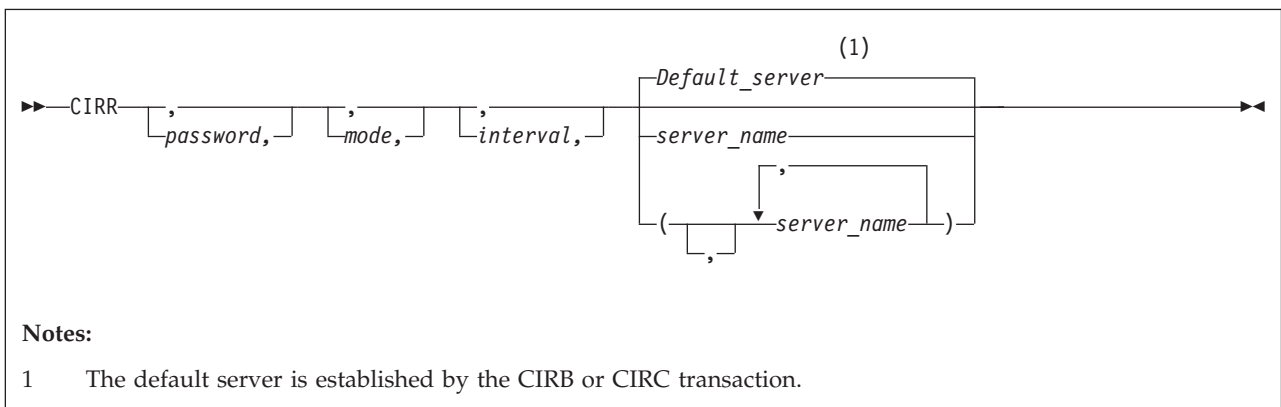 (1)
Default_server
CIRR , , ,
password, mode, interval, server_name
,
( server_name )
,
Notes:
1 The default server is established by the CIRB or CIRC transaction.